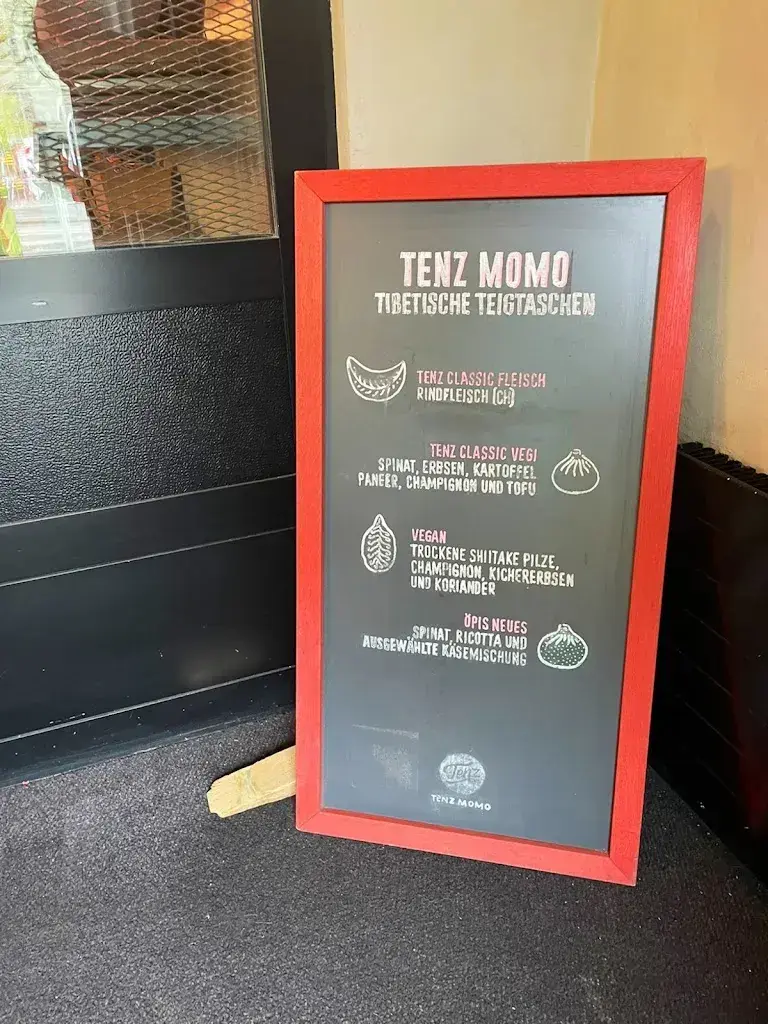 TENZ MOMO
TIBETISCHE TEIGTASCHEN
TENZ CLASSIC FLEISCH
RINDFLEISCH (CH)
TENZ CLASSIC VEGI
SPINAT, ERBSEN, KARTOFFEL
PANEER, CHAMPIGNON UND TOFU
VEGAN
TROCKENE SHIITAKE PILZE,
CHAMPIGNON, KICHERERBSEN
UND KORIANDER
ÖPIS NEUES
SPINAT, RICOTTA UND
AUSGEWÄHLTE KÄSEMISCHUNG
Tenz
TENZ MOMO